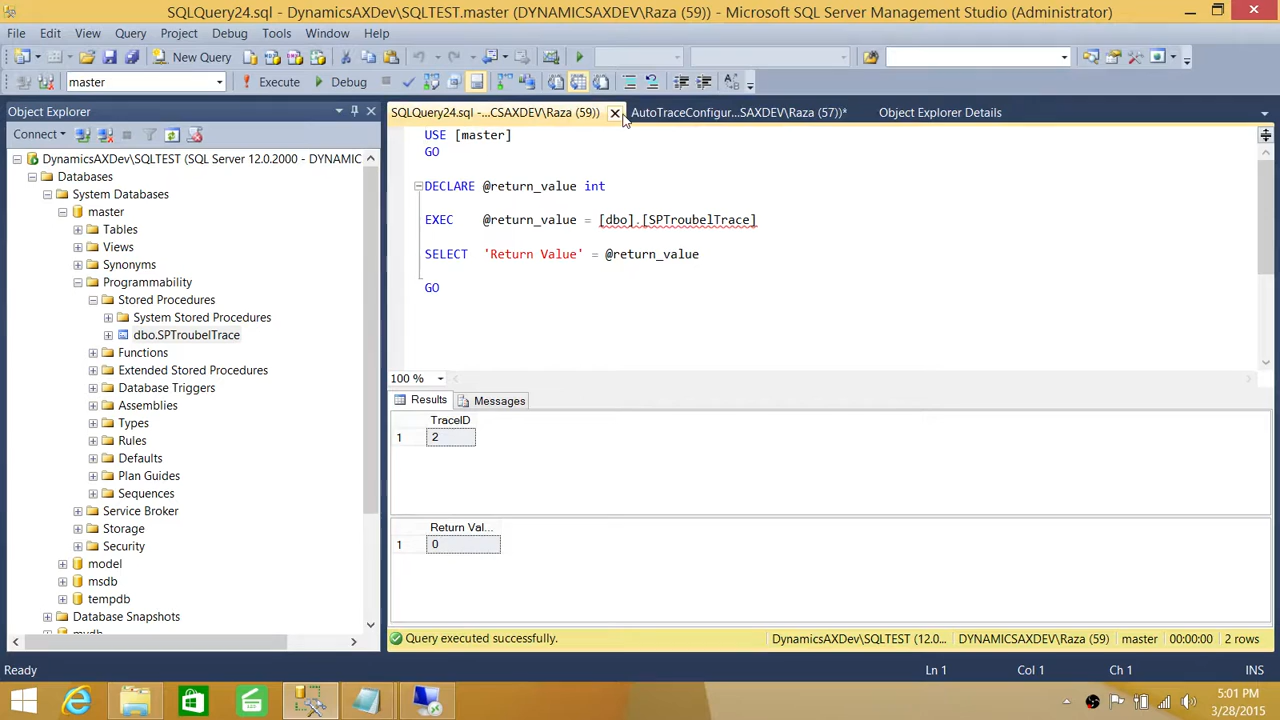 SQLQuery24.sql - DynamicsAXDev\SQLTEST.master (DYNAMICSAXDEV\Raza (59)) - Microsoft SQL Server Management Studio (Administrator)
File Edit View Query Project Debug Tools Window Help
New Query
master Execute Debug
Object Explorer
SQLQuery24.sql -...CSAXDEV\Raza (59)) AutoTraceConfigur...SAXDEV\Raza (57))* Object Explorer Details
Connect
DynamicsAXDev\SQLTEST (SQL Server 12.0.2000 - DYNAMIC
Databases
System Databases
master
Tables
Views
Synonyms
Programmability
Stored Procedures
System Stored Procedures
dbo.SPTroubelTrace
Functions
Extended Stored Procedures
Database Triggers
Assemblies
Types
Rules
Defaults
Plan Guides
Sequences
Service Broker
Storage
Security
model
msdb
tempdb
Database Snapshots
mydb
USE [master]
GO
DECLARE @return_value int
EXEC @return_value = [dbo].[SPTroubelTrace]
SELECT 'Return Value' = @return_value
GO
100 %
Results Messages
TraceID
1 2
Return Val...
1 0
Query executed successfully. DynamicsAXDev\SQLTEST (12.0... DYNAMICSAXDEV\Raza (59) master 00:00:00 2 rows
Ready Ln 1 Col 1 Ch 1 INS
5:01 PM
3/28/2015